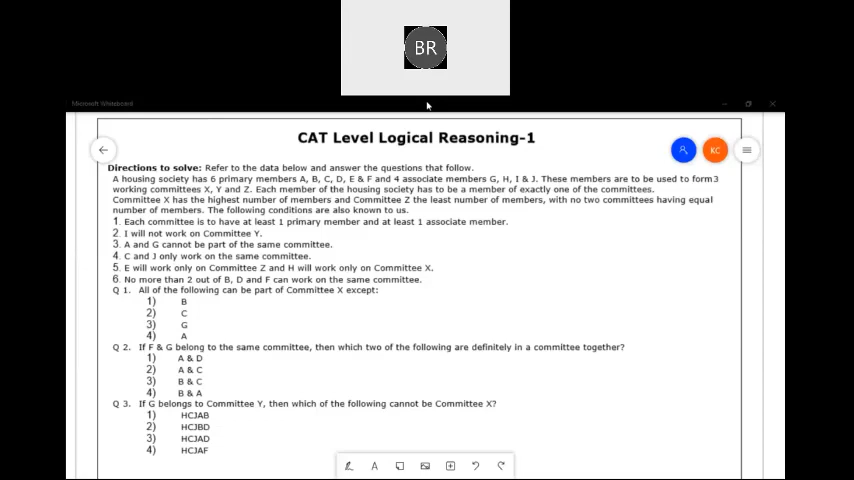 BR
Microsoft Whiteboard
CAT Level Logical Reasoning-1
KC
Directions to solve: Refer to the data below and answer the questions that follow.
A housing society has 6 primary members A, B, C, D, E & F and 4 associate members G, H, I & J. These members are to be used to form3
working committees X, Y and Z. Each member of the housing society has to be a member of exactly one of the committees.
Committee X has the highest number of members and Committee Z the least number of members, with no two committees having equal
number of members. The following conditions are also known to us.
1. Each committee is to have at least 1 primary member and at least 1 associate member.
2. I will not work on Committee Y.
3. A and G cannot be part of the same committee.
4. C and J only work on the same committee.
5. E will work only on Committee Z and H will work only on Committee X.
6. No more than 2 out of B, D and F can work on the same committee.
Q 1. All of the following can be part of Committee X except:
1) B
2) C
3) G
4) A
Q 2. If F & G belong to the same committee, then which two of the following are definitely in a committee together?
1) A & D
2) A & C
3) B & C
4) B & A
Q 3. If G belongs to Committee Y, then which of the following cannot be Committee X?
1) HCJAB
2) HCJBD
3) HCJAD
4) HCJAF
A